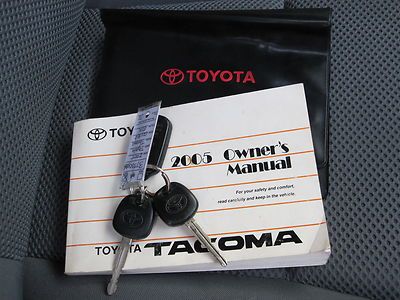 TOYOTA
TOYO
2005 Owner's
Manual
For your safety and comfort,
read carefully and keep in the vehicle.
TOYOTA TACOMA